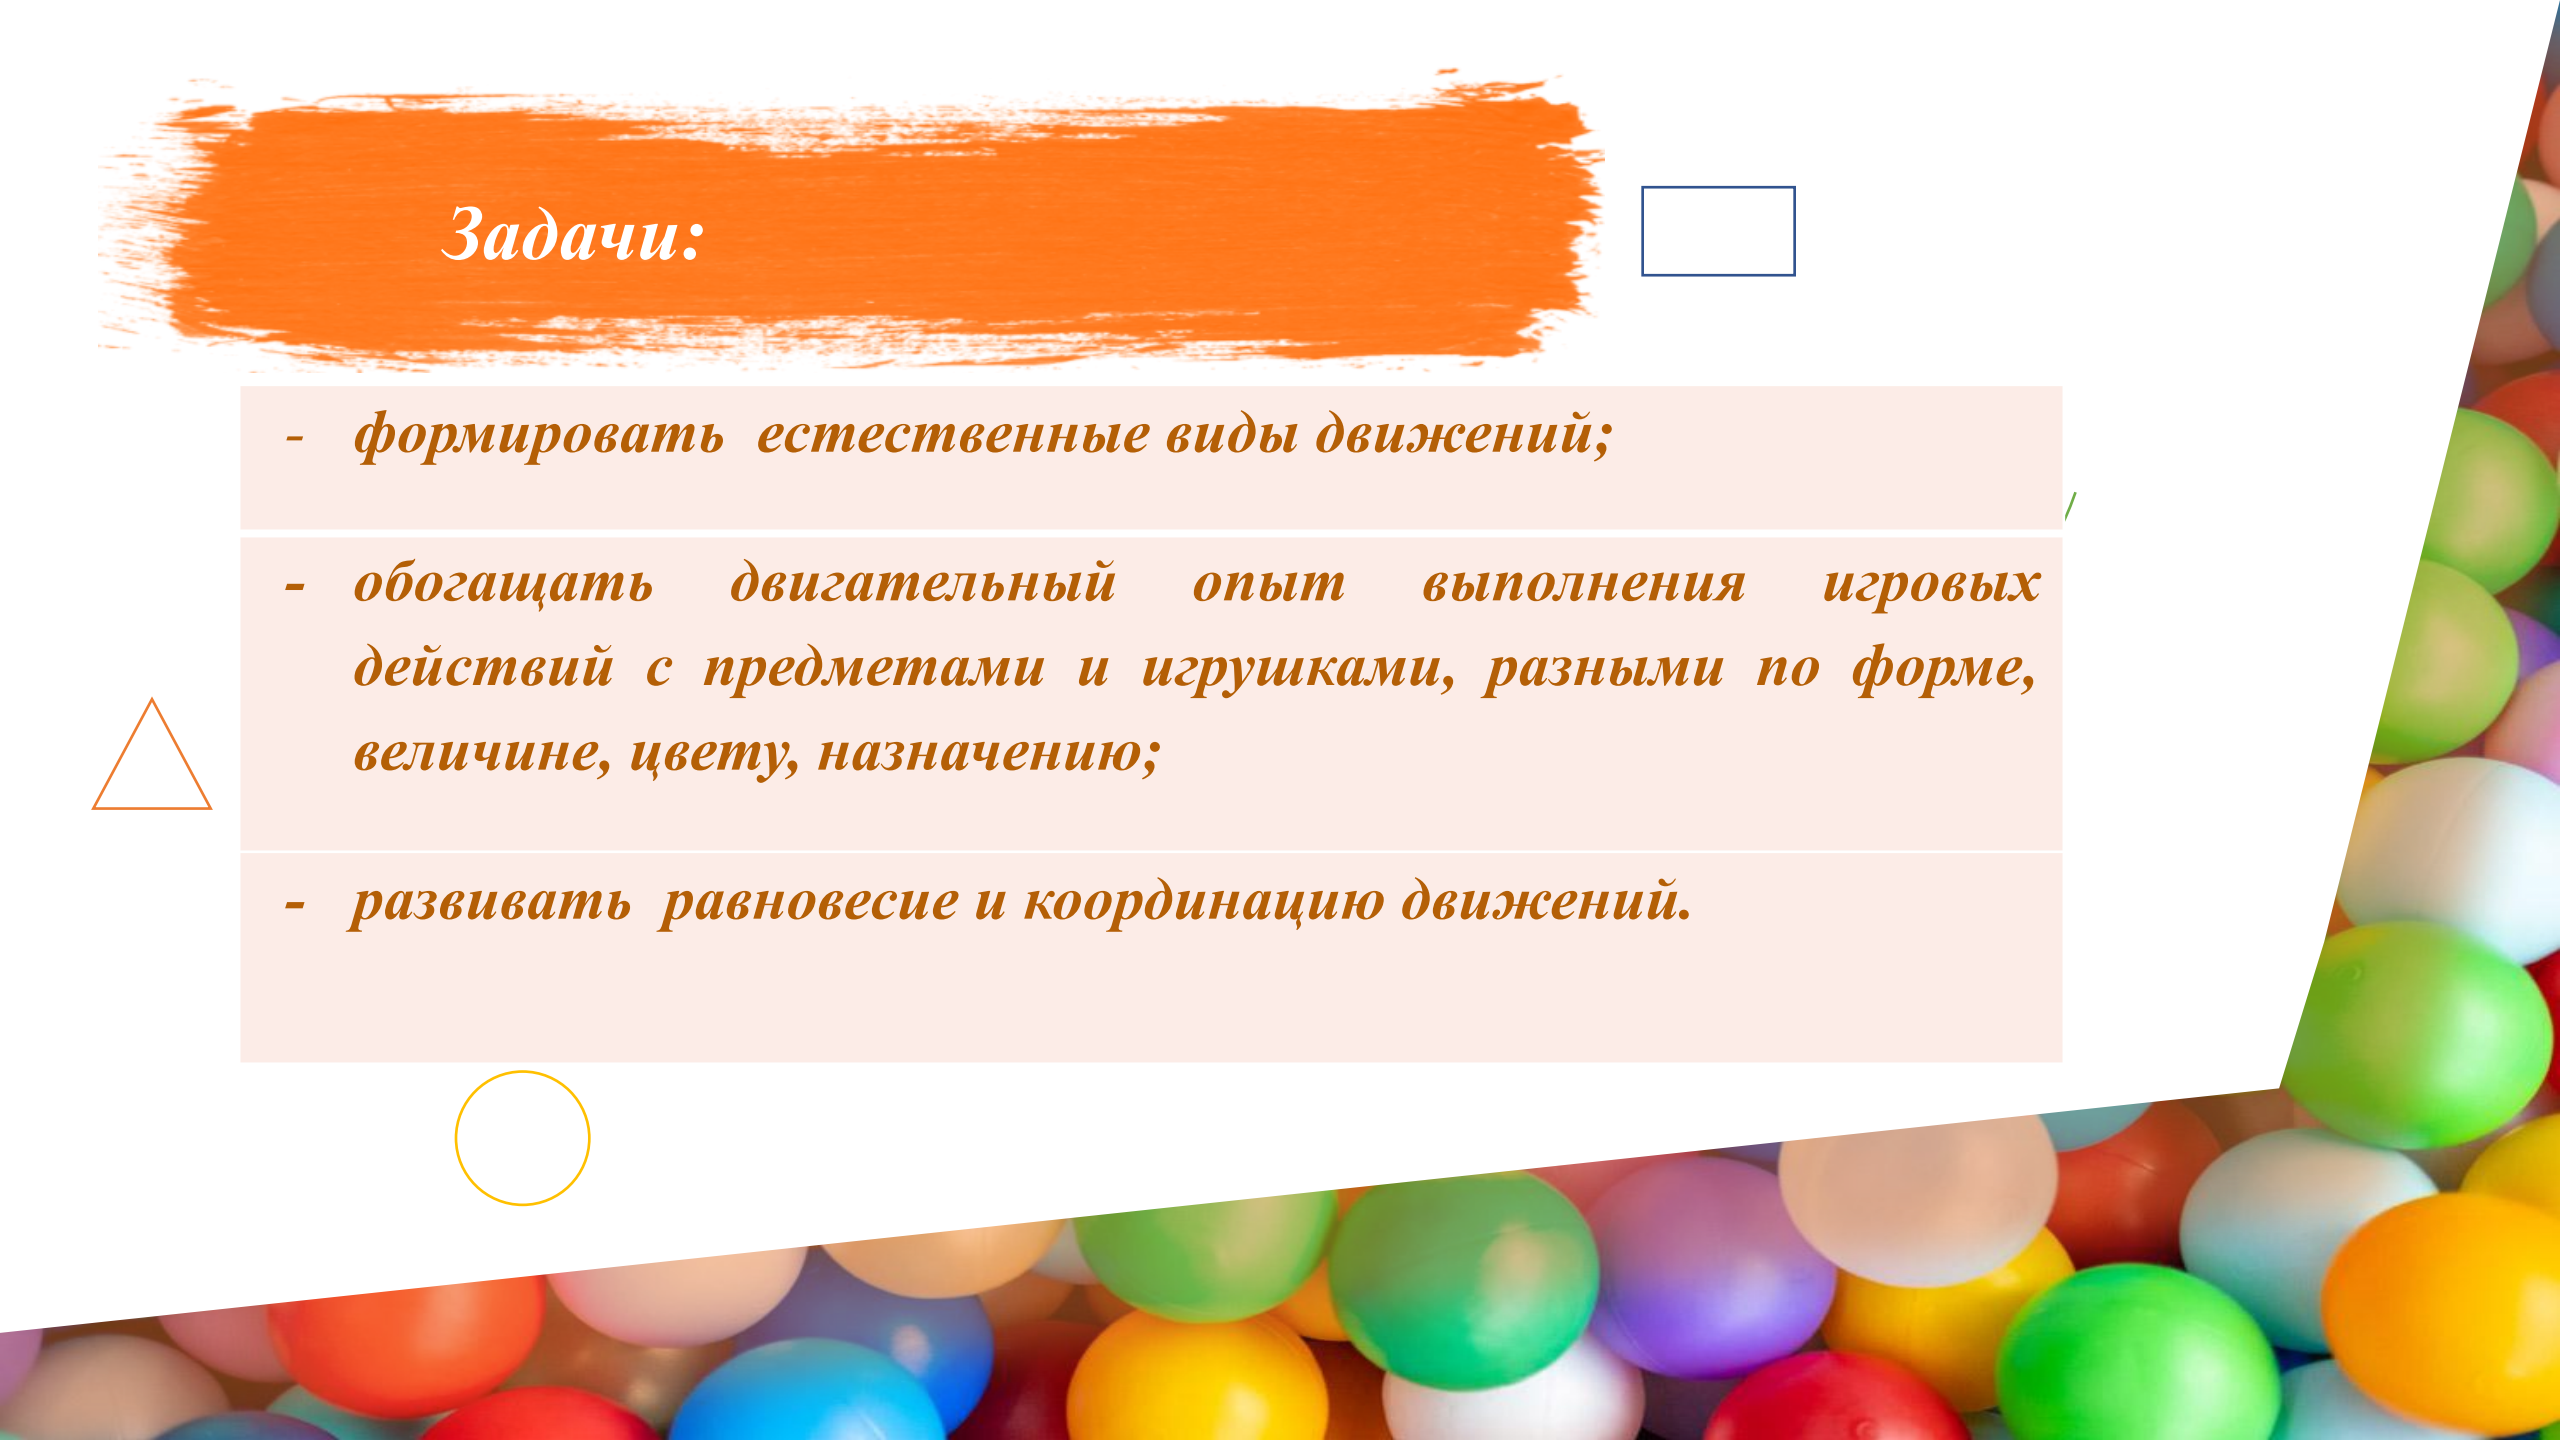 Задачи:
- формировать естественные виды движений;
- обогащать двигательный опыт выполнения игровых
действий с предметами и игрушками, разными по форме,
величине, цвету, назначению;
- развивать равновесие и координацию движений.